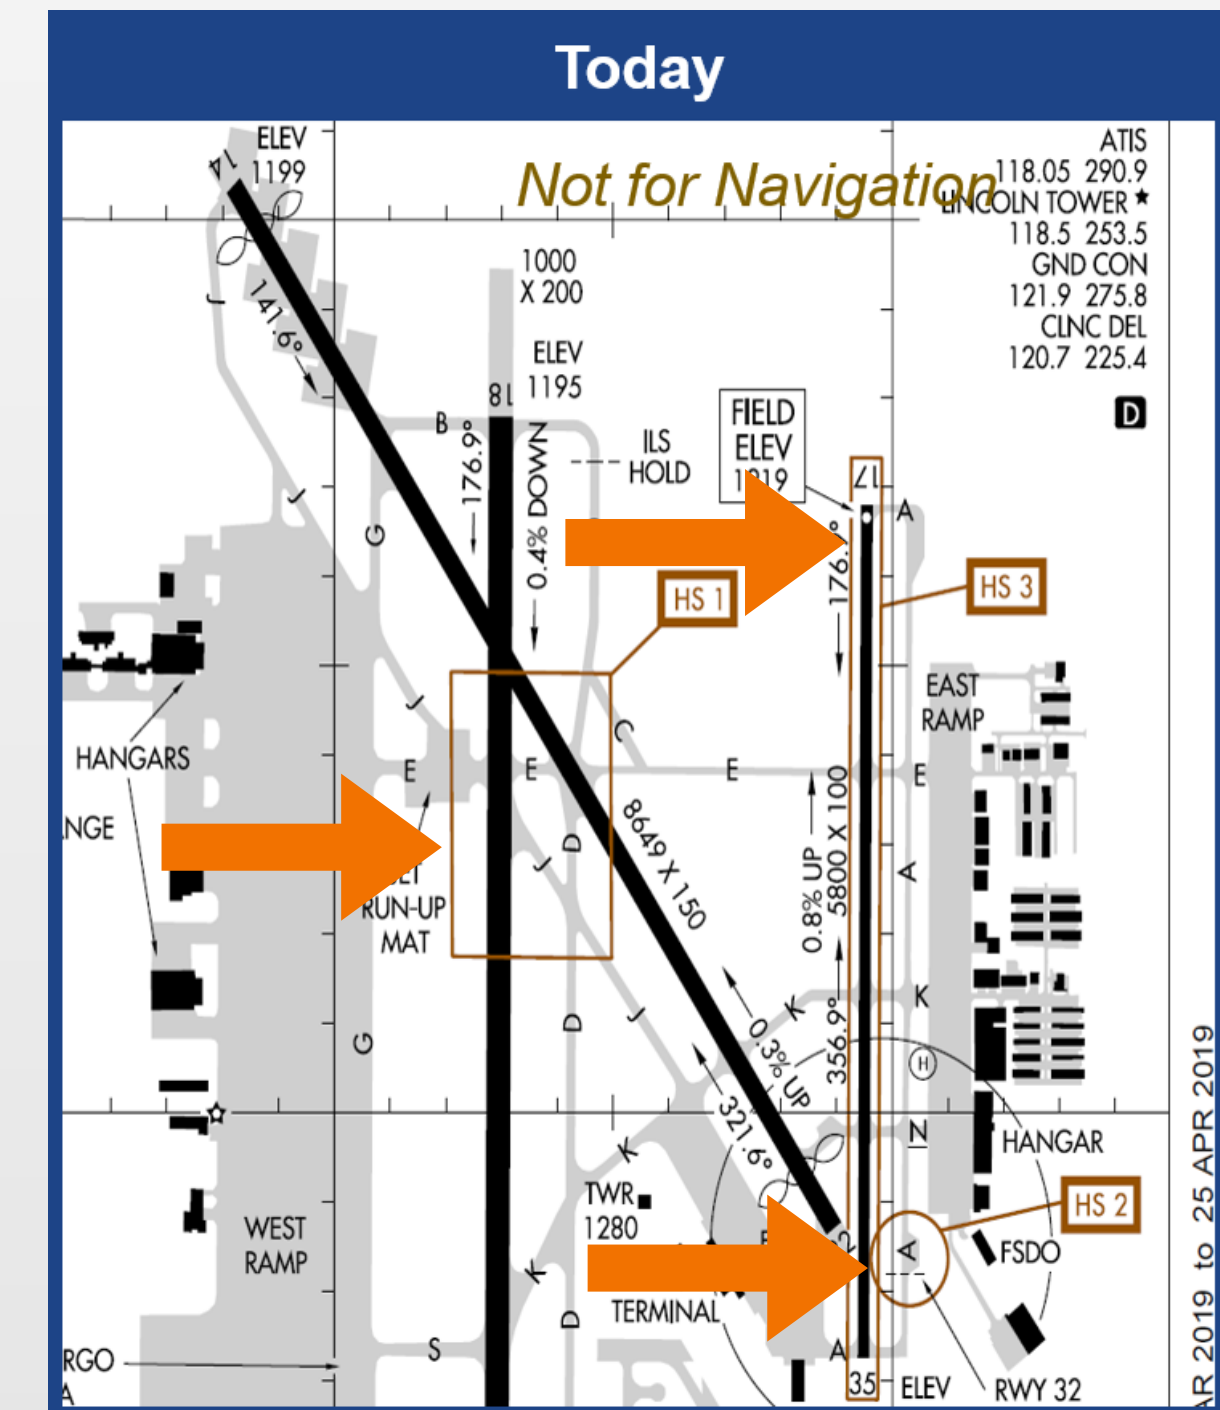 Today
ELEV
1199
14
Not for Navigation
ATIS
118.05 290.9
LINCOLN TOWER
118.5 253.5
GND CON
121.9 275.8
CLNC DEL
120.7 225.4
D
1000
X 200
ELEV
1195
18
J
141.6°
B
176.9°
0.4% DOWN
ILS
HOLD
FIELD
ELEV
1219
17
A
J
G
176.
HS 1
HS 3
EAST
RAMP
J
C
HANGARS
E
E
E
E
NGE
8649 X 150
5800 X 100
0.8% UP
D
J
A
RUN-UP
MAT
K
K
356.9°
0.3% UP
D
J
G
H
321.6°
N
HANGAR
K
TWR
1280
HS 2
WEST
RAMP
A
FSDO
K
TERMINAL
D
S
A
RGO
A
35
ELEV
RWY 32
AR 2019 to 25 APR 2019